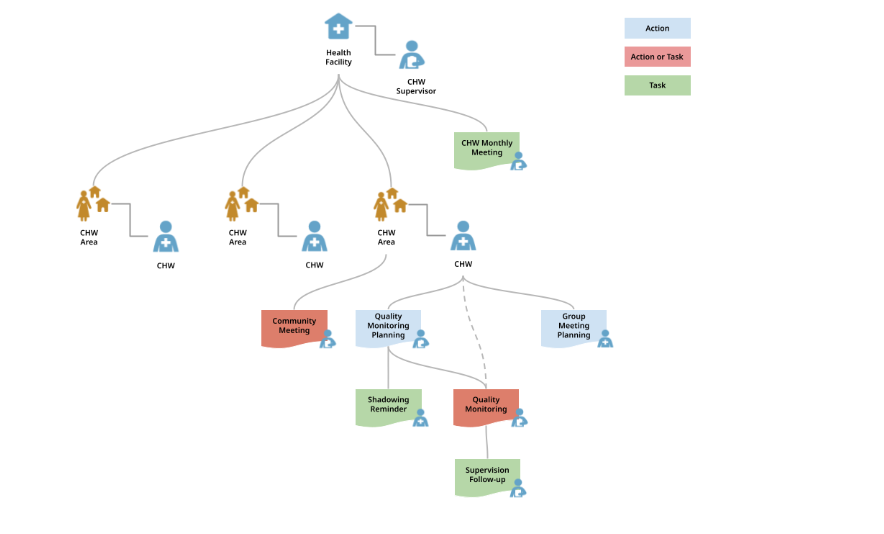 Health
Facility
CHW
Supervisor
Action
Action or Task
Task
CHW Monthly
Meeting
CHW
Area
CHW
CHW
Area
CHW
CHW
Area
CHW
Community
Meeting
Quality
Monitoring
Planning
Group
Meeting
Planning
Shadowing
Reminder
Quality
Monitoring
Supervision
Follow-up